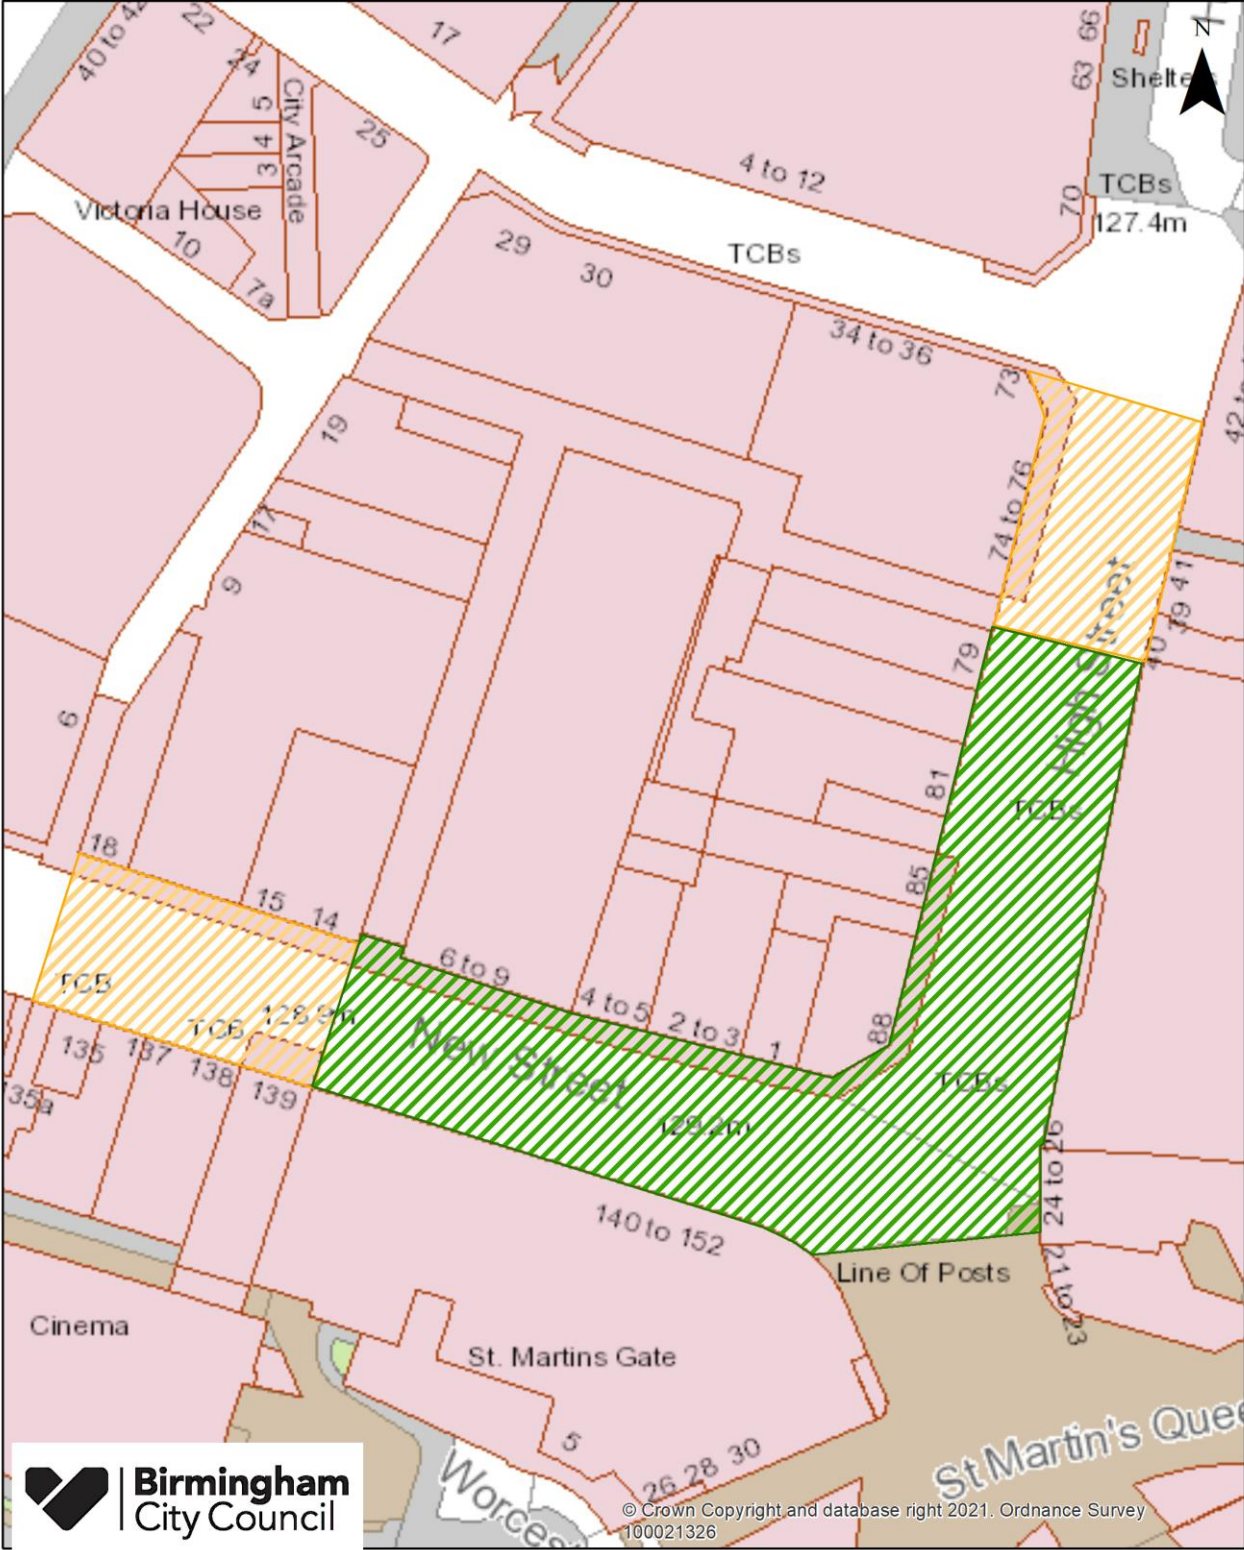 40 to 42
22
17
66
N
24
63
Shelters
5
City Arcade
25
4
3
4 to 12
TCBs
70
127.4m
Victoria House
10
29
TCBs
30
7a
34 to 36
73
19
74 to 76
17
9
High Street
41
39
40
79
6
81
TCBs
18
85
15
14
6 to 9
TCB
4 to 5
2 to 3
1
88
128.9m
TCB
New Street
135
137
138
139
TCBs
135a
129.2m
24 to 26
140 to 152
Line Of Posts
21 to 23
Cinema
St. Martins Gate
5
30
28
26
St Martin's Quee
Worcest
Birmingham
City Council
© Crown Copyright and database right 2021. Ordnance Survey
100021326